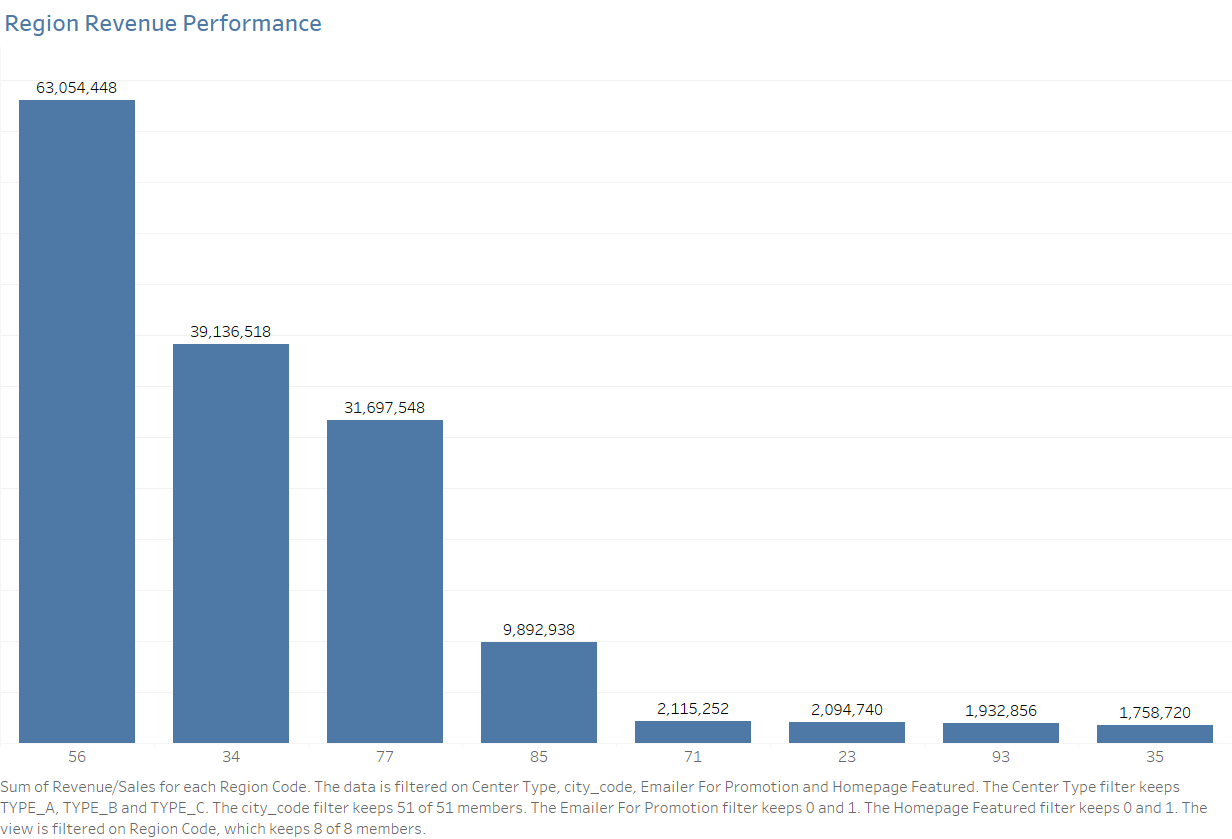 Region Revenue Performance
63,054,448
39,136,518
31,697,548
9,892,938
2,115,252
2,094,740
1,932,856
1,758,720
56 34 77 85 71 23 93 35
Sum of Revenue/Sales for each Region Code. The data is filtered on Center Type, city_code, Emailer For Promotion and Homepage Featured. The Center Type filter keeps
TYPE_A, TYPE_B and TYPE_C. The city_code filter keeps 51 of 51 members. The Emailer For Promotion filter keeps 0 and 1. The Homepage Featured filter keeps 0 and 1. The
view is filtered on Region Code, which keeps 8 of 8 members.